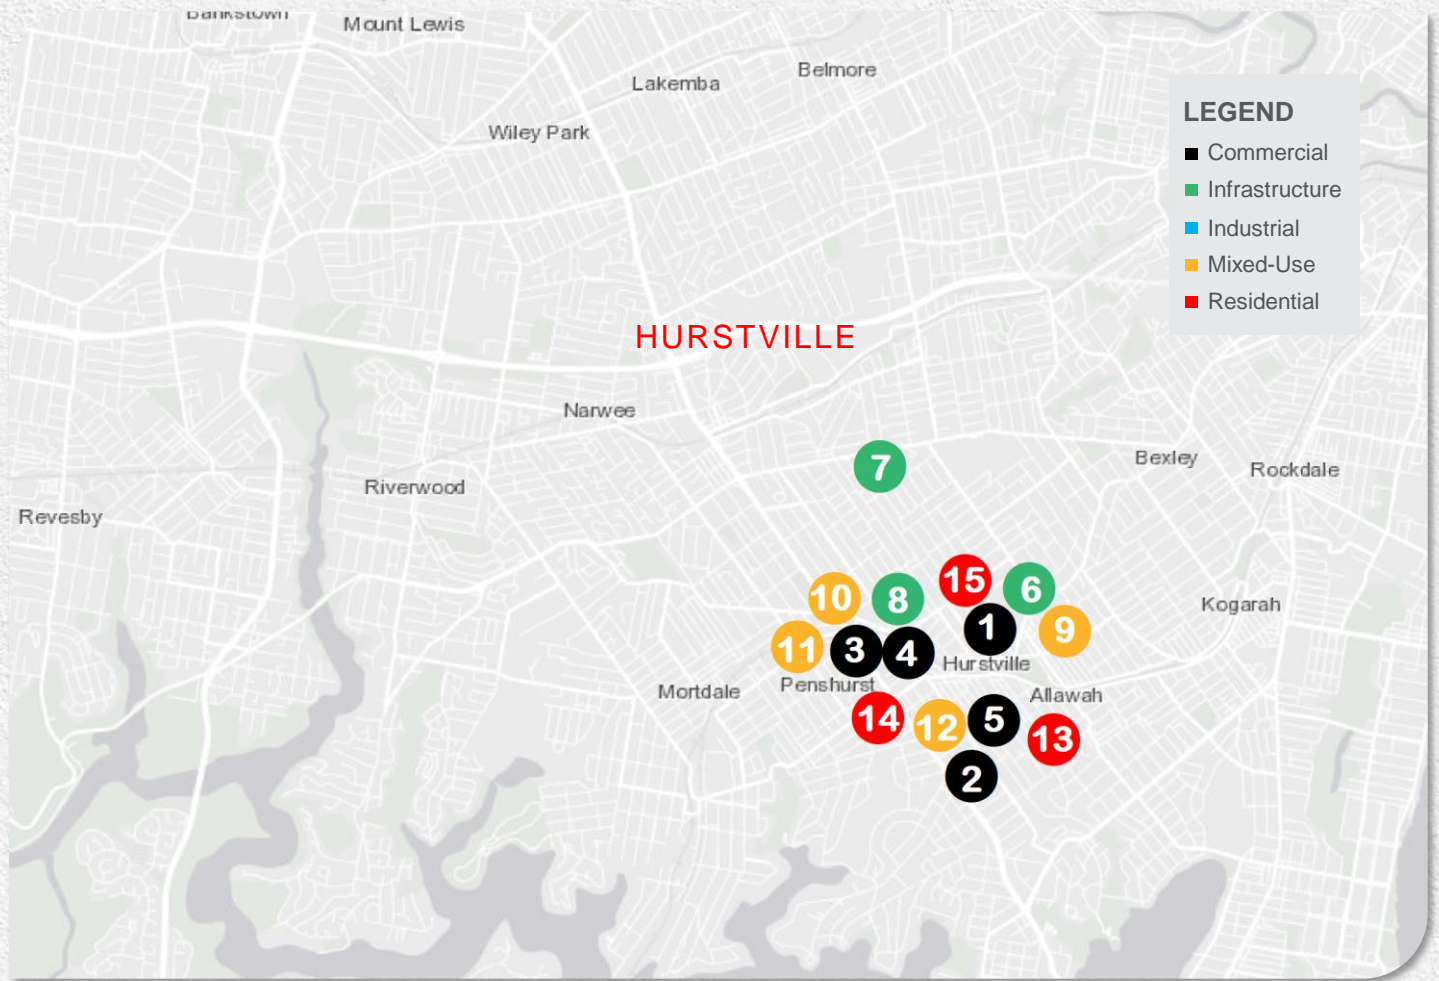 Bankstown
Mount Lewis
Belmore
Lakemba
Wiley Park
LEGEND
Commercial
Infrastructure
Industrial
Mixed-Use
Residential
HURSTVILLE
Narwee
7
Bexley
Rockdale
Riverwood
Revesby
15
6
10
8
Kogarah
1
9
11
3
4
Hurstville
Penshurst
Mortdale
Allawah
14
12
5
13
2